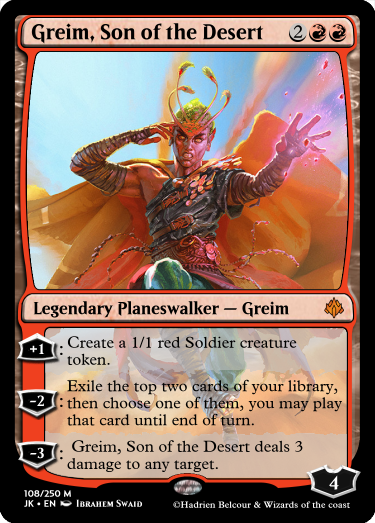 Greim, Son of the Desert 2
Legendary Planeswalker — Greim
+1: Create a 1/1 red Soldier creature
token.
-2: Exile the top two cards of your library,
then choose one of them, you may play
that card until end of turn.
-3: Greim, Son of the Desert deals 3
damage to any target.
4
108/250 M
JK • EN Ibrahem Swaid
©Hadrien Belcour & Wizards of the coast